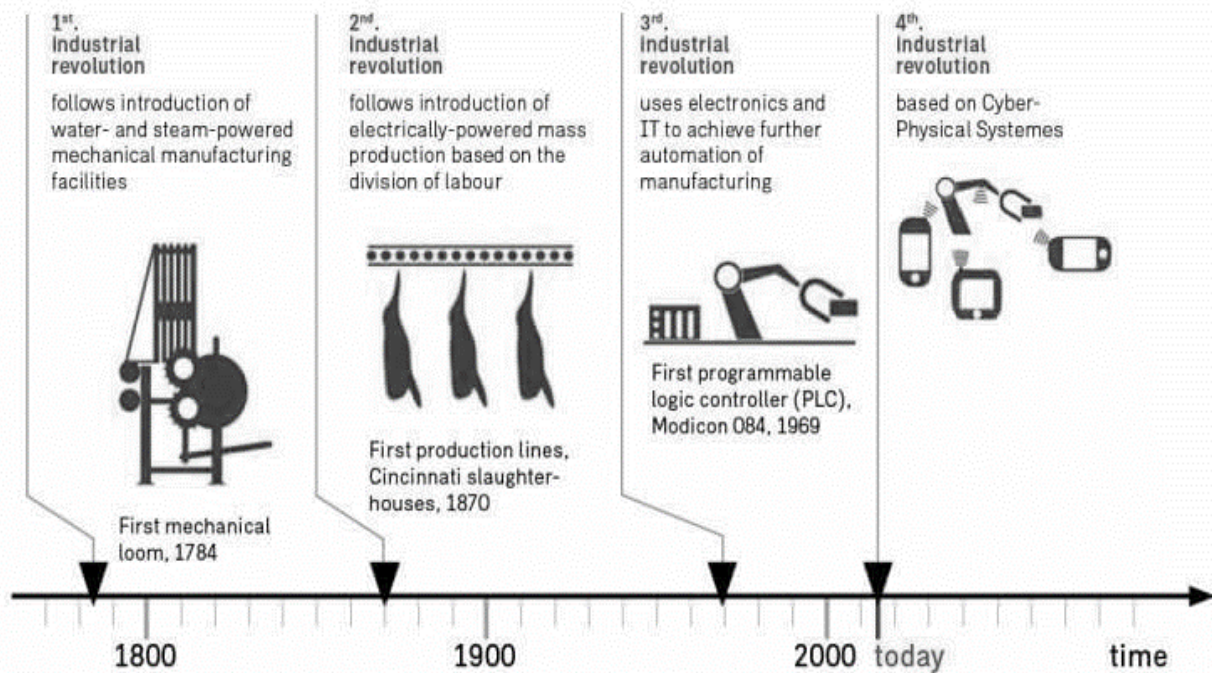 1st.
Industrial
revolution
follows introduction of
water- and steam-powered
mechanical manufacturing
facilities
First mechanical
loom, 1784
2nd.
Industrial
revolution
follows introduction of
electrically-powered mass
production based on the
division of labour
First production lines,
Cincinnati slaughter-
houses, 1870
3rd.
Industrial
revolution
uses electronics and
IT to achieve further
automation of
manufacturing
First programmable
logic controller (PLC),
Modicon 084, 1969
4th.
Industrial
revolution
based on Cyber-
Physical Systemes
1800 1900 2000 today time